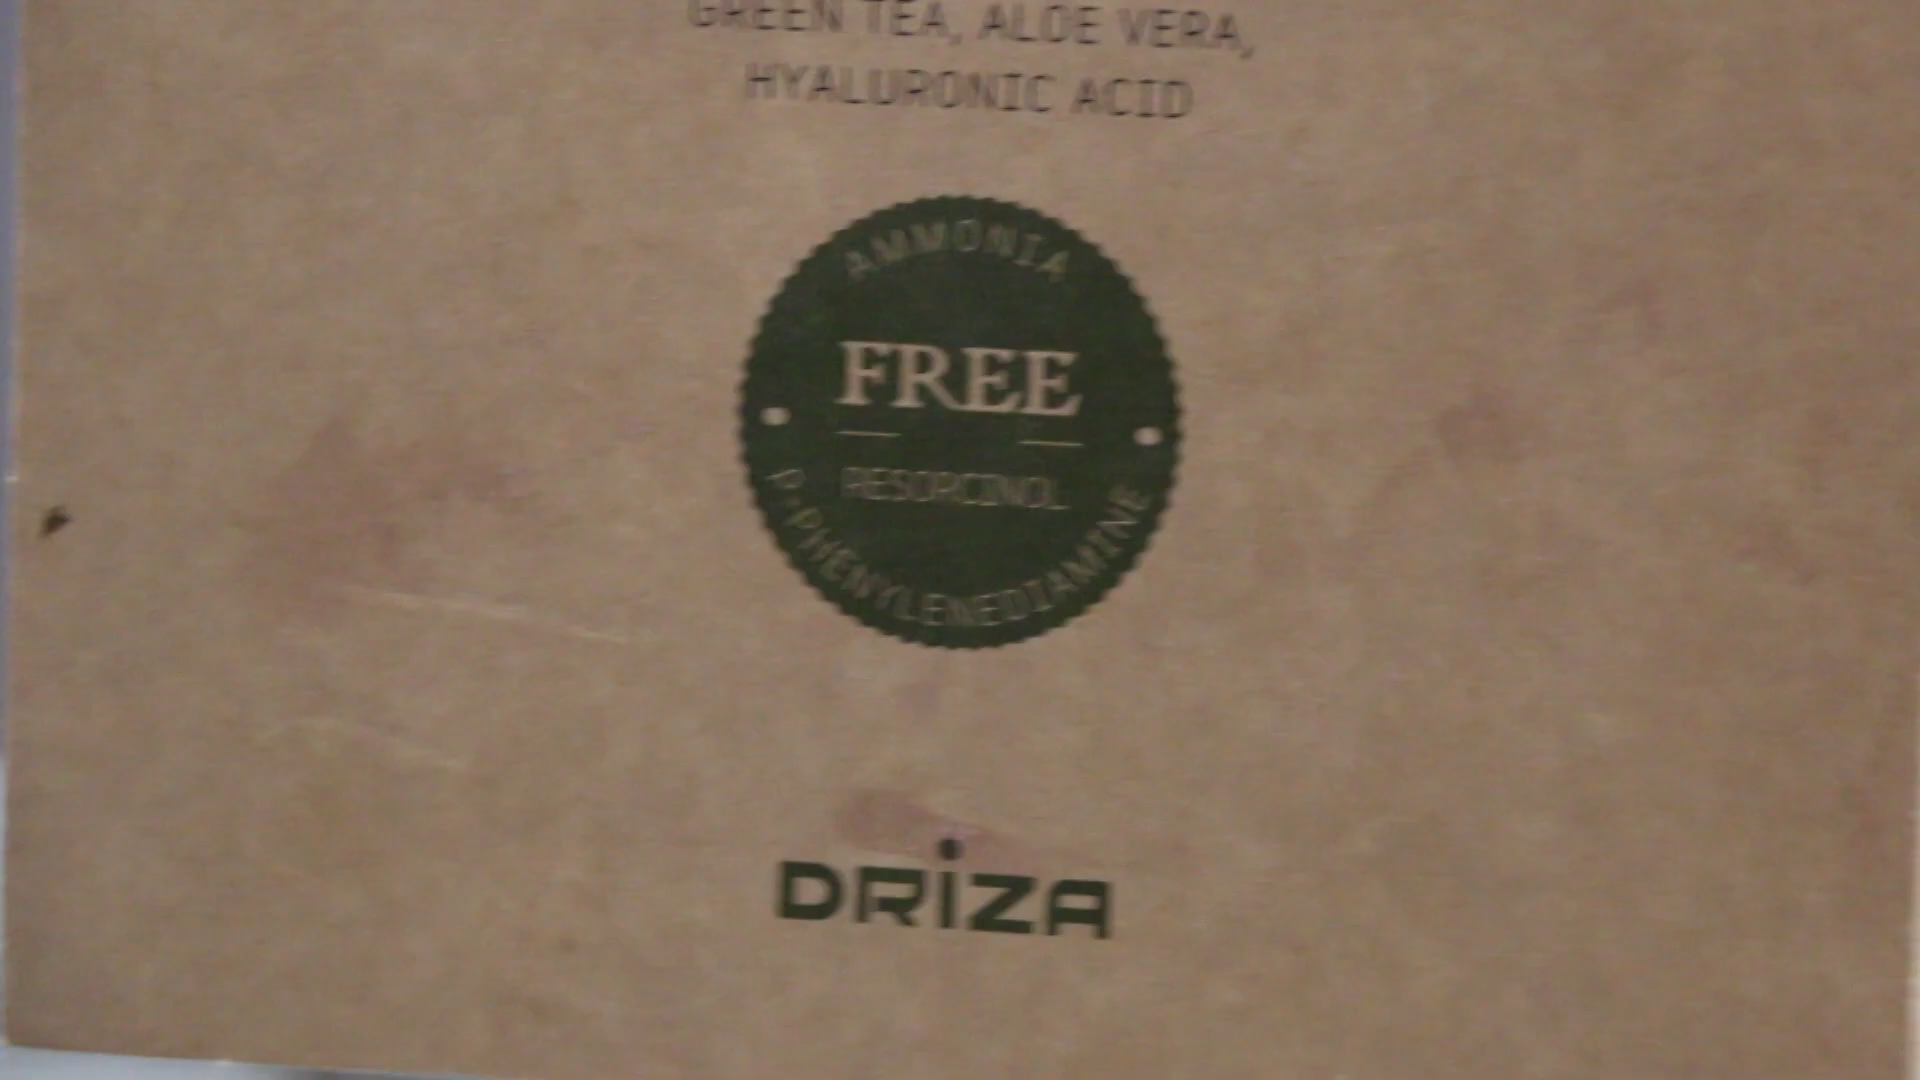 GREEN TEA, ALOE VERA,
HYALURONIC ACID
AMMONIA
FREE
RESORCINOL
P-PHENYLENEDIAMINE
DRiZA